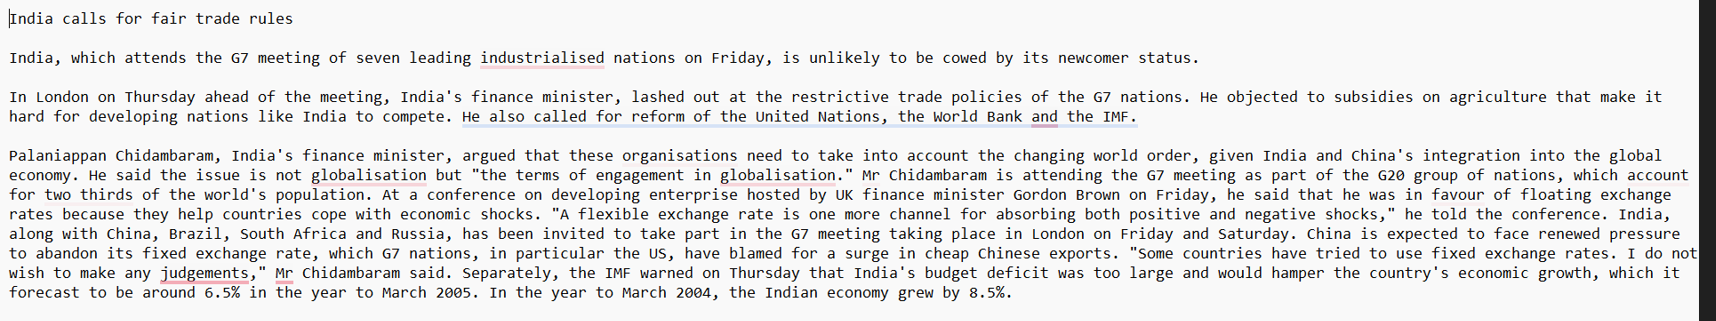 India calls for fair trade rules
India, which attends the G7 meeting of seven leading industrialised nations on Friday, is unlikely to be cowed by its newcomer status.
In London on Thursday ahead of the meeting, India's finance minister, lashed out at the restrictive trade policies of the G7 nations. He objected to subsidies on agriculture that make it
hard for developing nations like India to compete. He also called for reform of the United Nations, the World Bank and the IMF.
Palaniappan Chidambaram, India's finance minister, argued that these organisations need to take into account the changing world order, given India and China's integration into the global
economy. He said the issue is not globalisation but "the terms of engagement in globalisation." Mr Chidambaram is attending the G7 meeting as part of the G20 group of nations, which account
for two thirds of the world's population. At a conference on developing enterprise hosted by UK finance minister Gordon Brown on Friday, he said that he was in favour of floating exchange
rates because they help countries cope with economic shocks. "A flexible exchange rate is one more channel for absorbing both positive and negative shocks," he told the conference. India,
along with China, Brazil, South Africa and Russia, has been invited to take part in the G7 meeting taking place in London on Friday and Saturday. China is expected to face renewed pressure
to abandon its fixed exchange rate, which G7 nations, in particular the US, have blamed for a surge in cheap Chinese exports. "Some countries have tried to use fixed exchange rates. I do not
wish to make any judgements," Mr Chidambaram said. Separately, the IMF warned on Thursday that India's budget deficit was too large and would hamper the country's economic growth, which it
forecast to be around 6.5% in the year to March 2005. In the year to March 2004, the Indian economy grew by 8.5%.